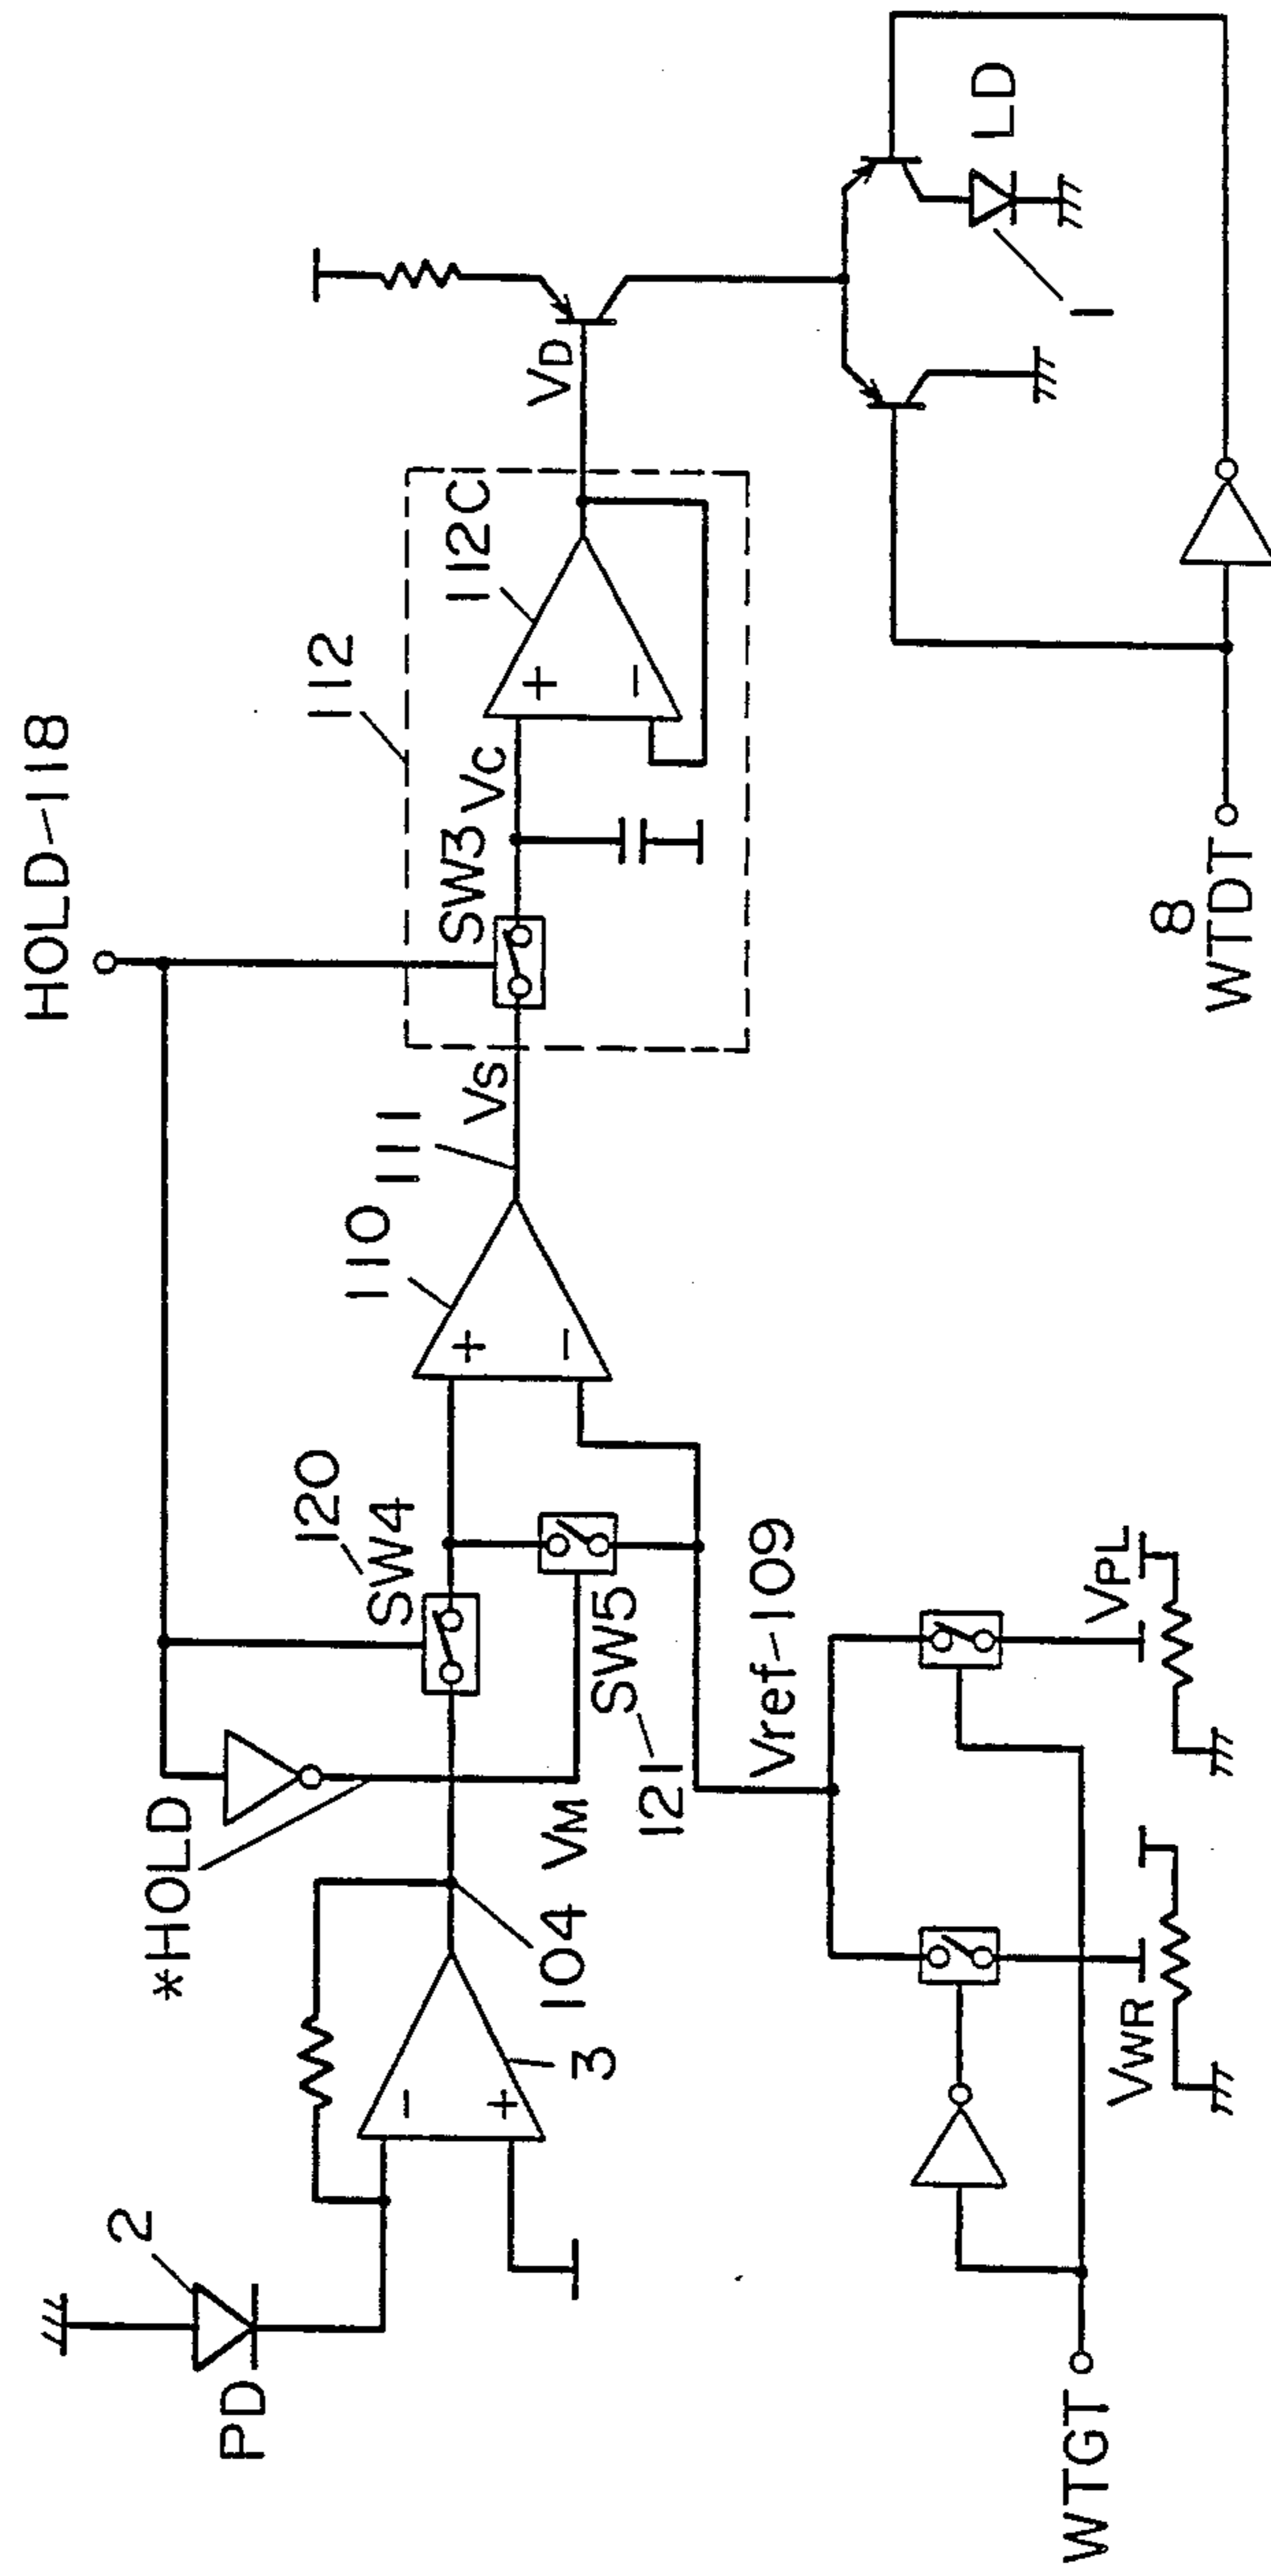 HOLD-118
*HOLD
PD
2
3
104
VM
120
SW4
SW5
121
Vref-109
110
+
-
111
VS
112
SW3
VC
112C
+
-
VD
-
+
LD
1
WTGT
VWR
VPL
8
WTDT